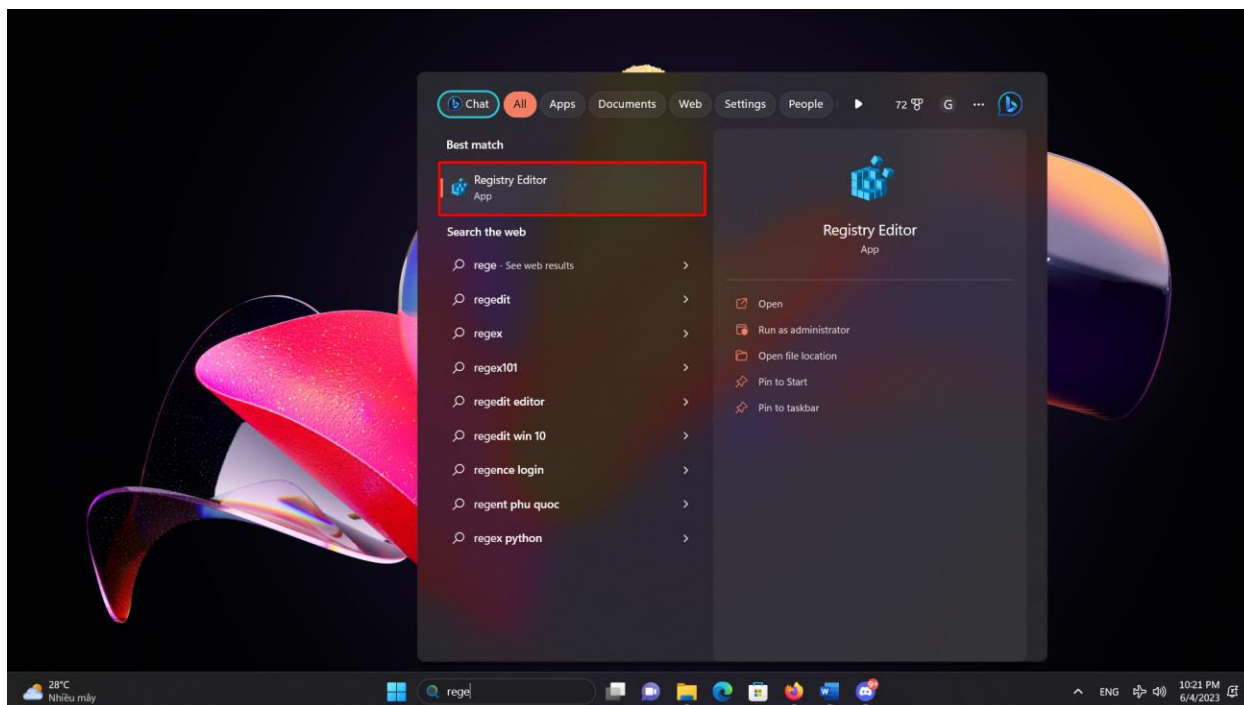 Chat All Apps Documents Web Settings People 72 G ...
Best match
Registry Editor
App
Search the web
rege - See web results
regedit
regex
regex101
regedit editor
regedit win 10
regence login
regent phu quoc
regex python
Registry Editor
App
Open
Run as administrator
Open file location
Pin to Start
Pin to taskbar
28°C
Nhiều mây
rege
9+
ENG
10:21 PM
6/4/2023